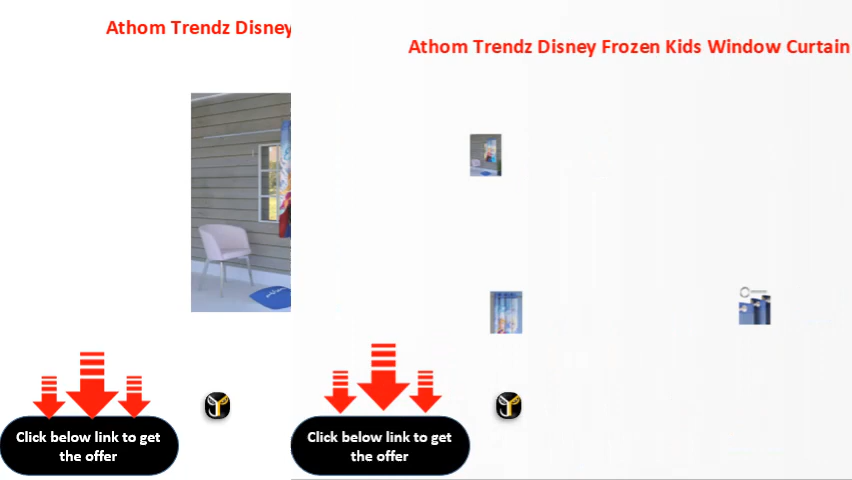 Athom Trendz Disney
Athom Trendz Disney Frozen Kids Window Curtain
Click below link to get
the offer
Click below link to get
the offer